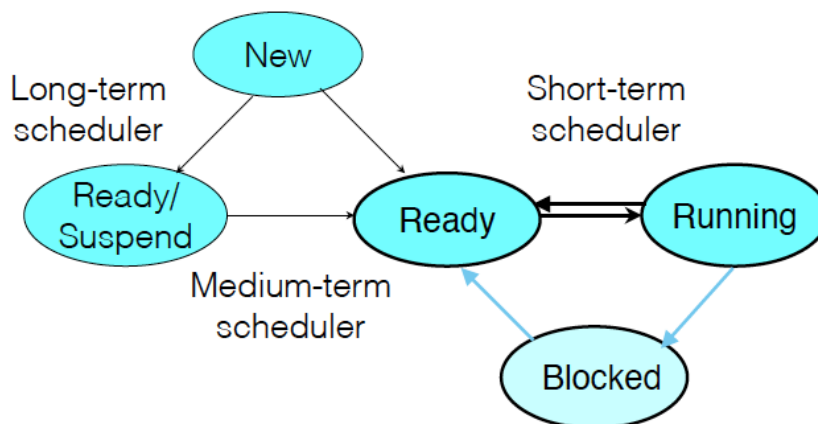 New
Long-term
scheduler
Short-term
scheduler
Ready/
Suspend
Ready
Running
Medium-term
scheduler
Blocked